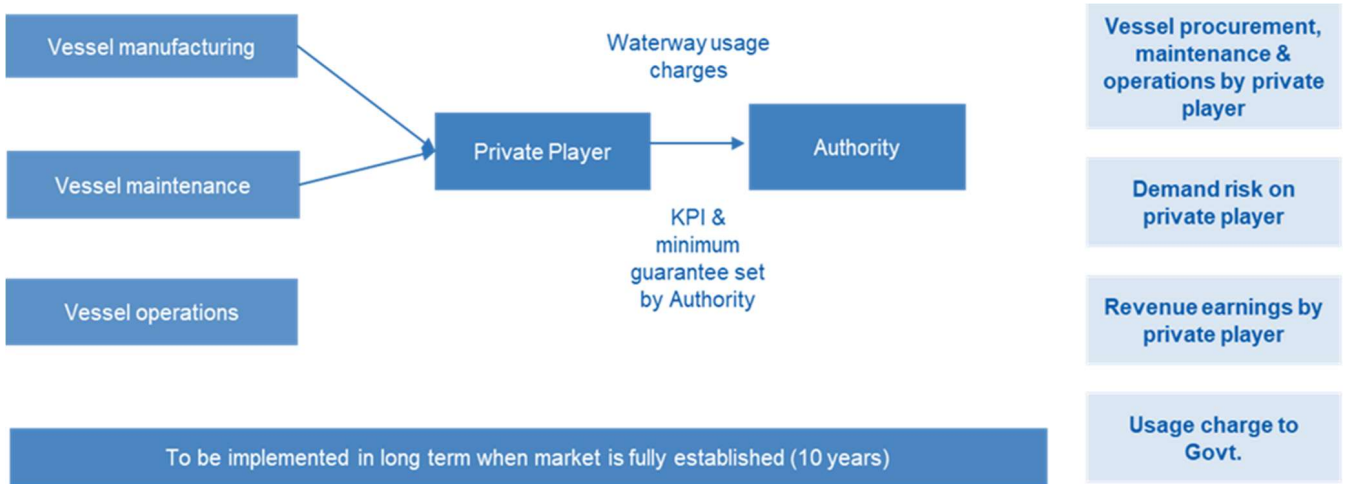 Vessel manufacturing
Vessel maintenance
Vessel operations
Private Player
Waterway usage
charges
KPI &
minimum
guarantee set
by Authority
Authority
To be implemented in long term when market is fully established (10 years)
Vessel procurement,
maintenance &
operations by private
player
Demand risk on
private player
Revenue earnings by
private player
Usage charge to
Govt.